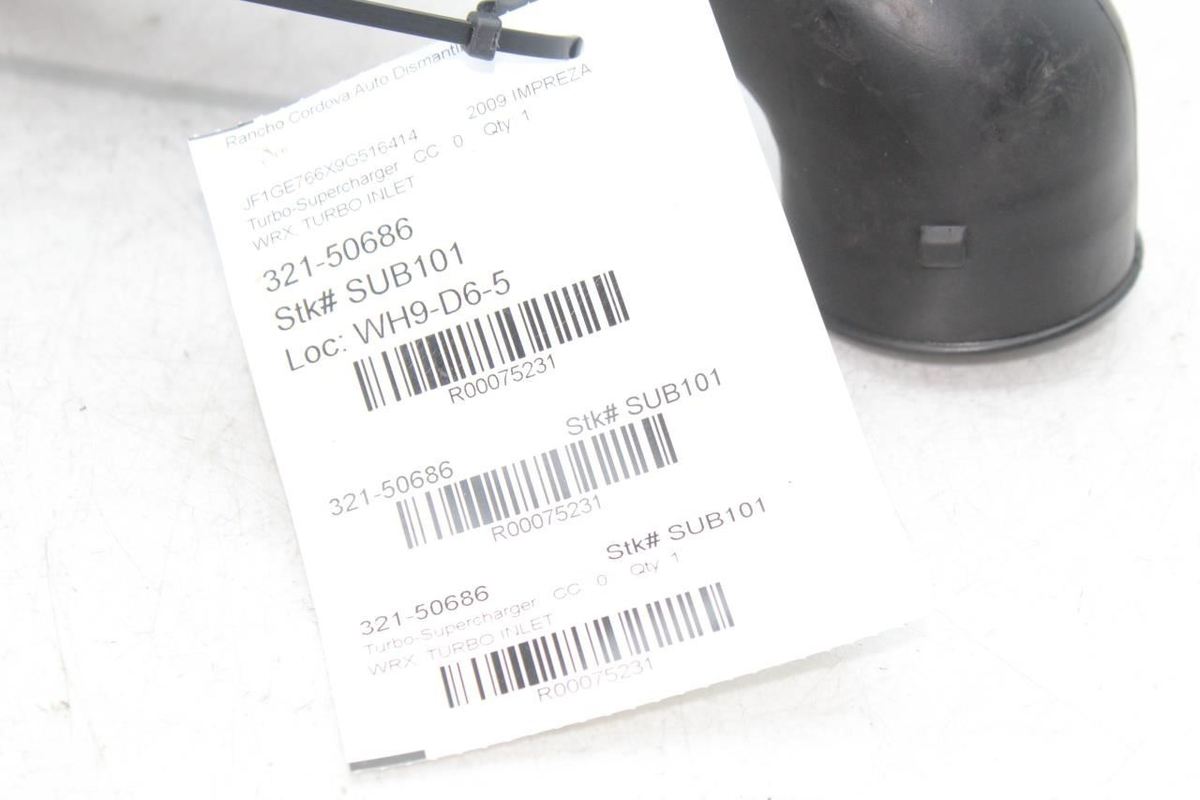 Rancho Cordova Auto Dismantli
JF1GE766X9G516414 2009 IMPREZA
Turbo-Supercharger CC 0 Qty 1
WRX, TURBO INLET
321-50686
Stk# SUB101
Loc: WH9-D6-5
R00075231
321-50686 Stk# SUB101
R00075231
321-50686 Stk# SUB101
Turbo-Supercharger CC 0 Qty 1
WRX, TURBO INLET
R00075231